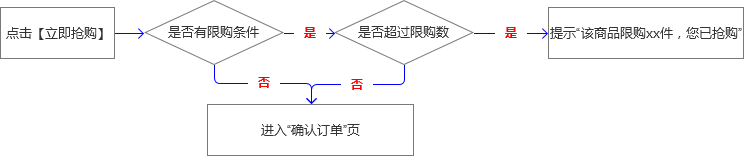 点击【立即抢购】
是否有限购条件
是
是否超过限购数
是
提示“该商品限购xx件，您已抢购”
否
否
进入“确认订单”页